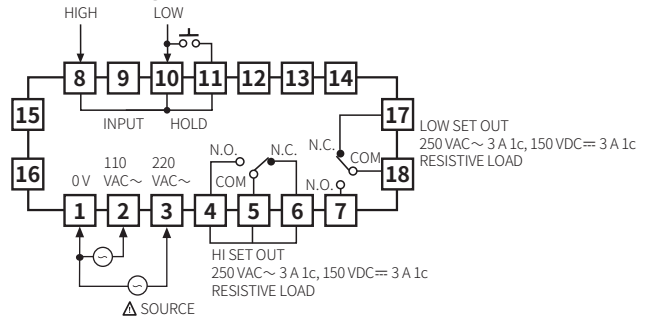 HIGH LOW
8 9 10 11 12 13 14
15 17
INPUT HOLD
LOW SET OUT
250 VAC～ 3 A 1c, 150 VDC⎓ 3 A 1c
RESISTIVE LOAD
N.C.
COM
N.O.
16 18
0 V
110
VAC～
220
VAC～
N.O.
COM
N.C.
1 2 3 4 5 6 7
HI SET OUT
250 VAC～ 3 A 1c, 150 VDC⎓ 3 A 1c
RESISTIVE LOAD
SOURCE